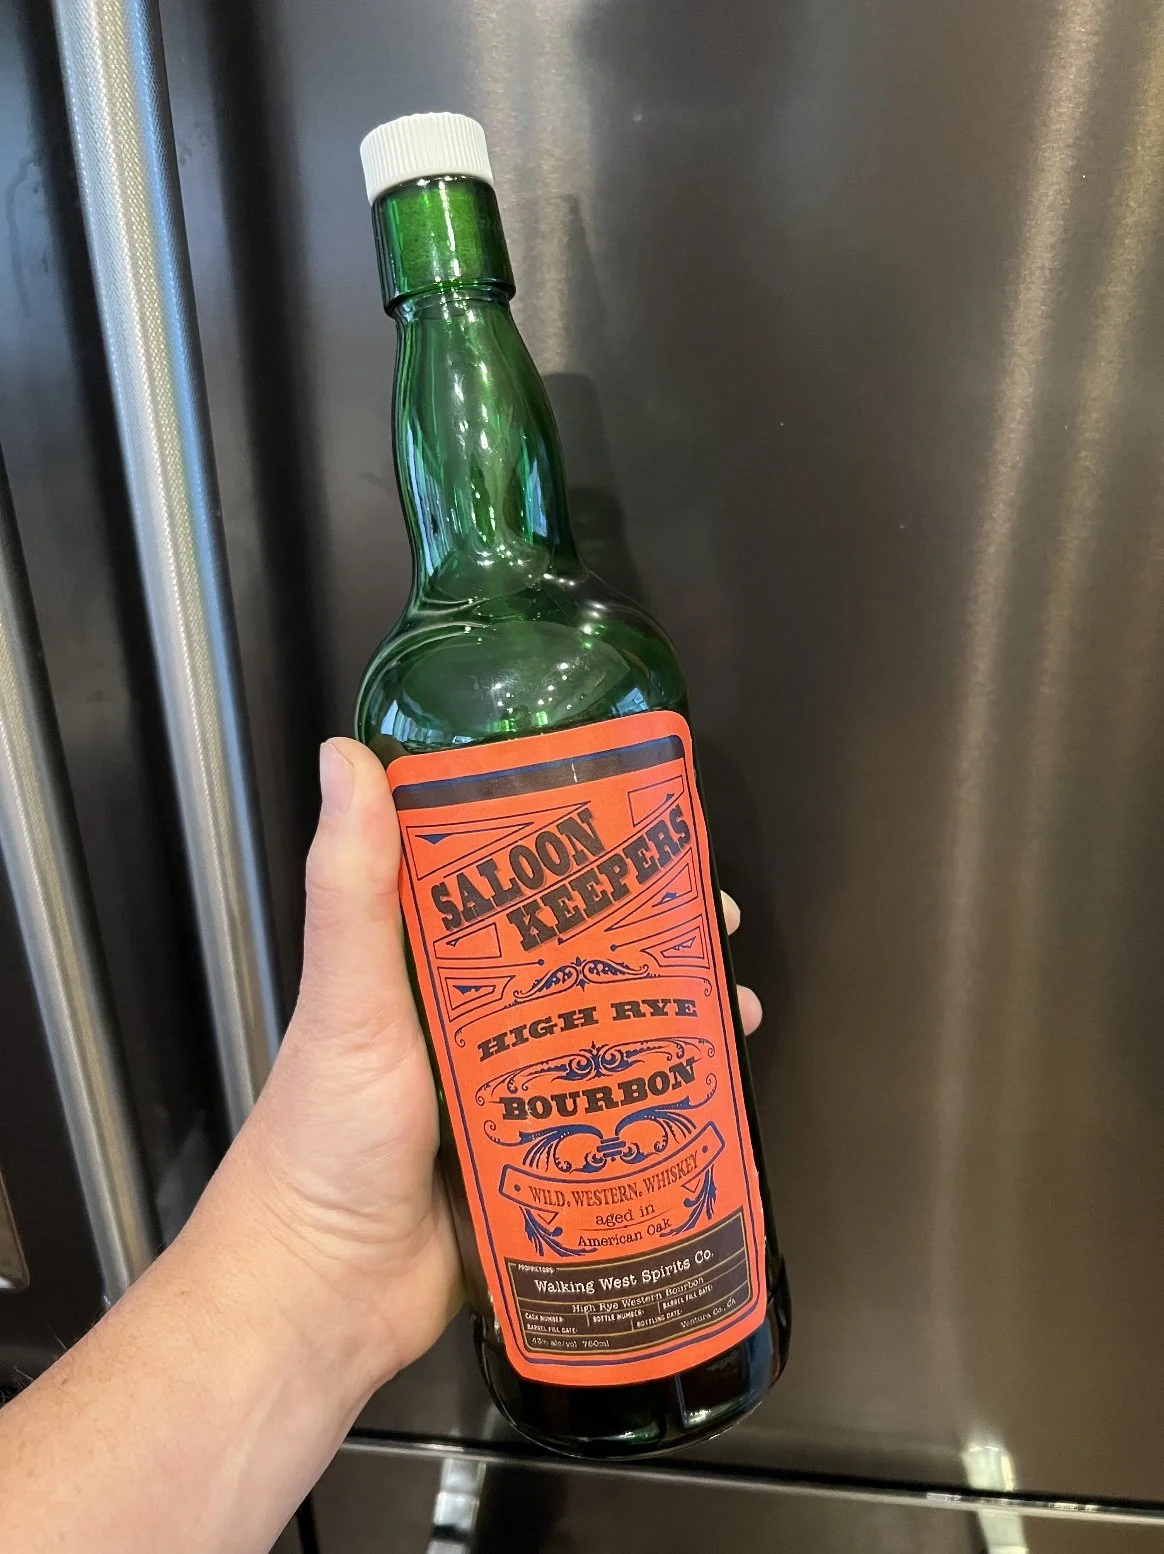 SALOON
KEEPERS
HIGH RYE
BOURBON
WILD. WESTERN. WHISKEY
aged in
American Oak
PROPRIETORS:
Walking West Spirits Co.
High Rye Western Bourbon
CASK NUMBER: BOTTLE NUMBER: BARREL FILL DATE:
BARREL FILL DATE: BOTTLING DATE:
43% alc/vol 750ml Ventura Co., CA